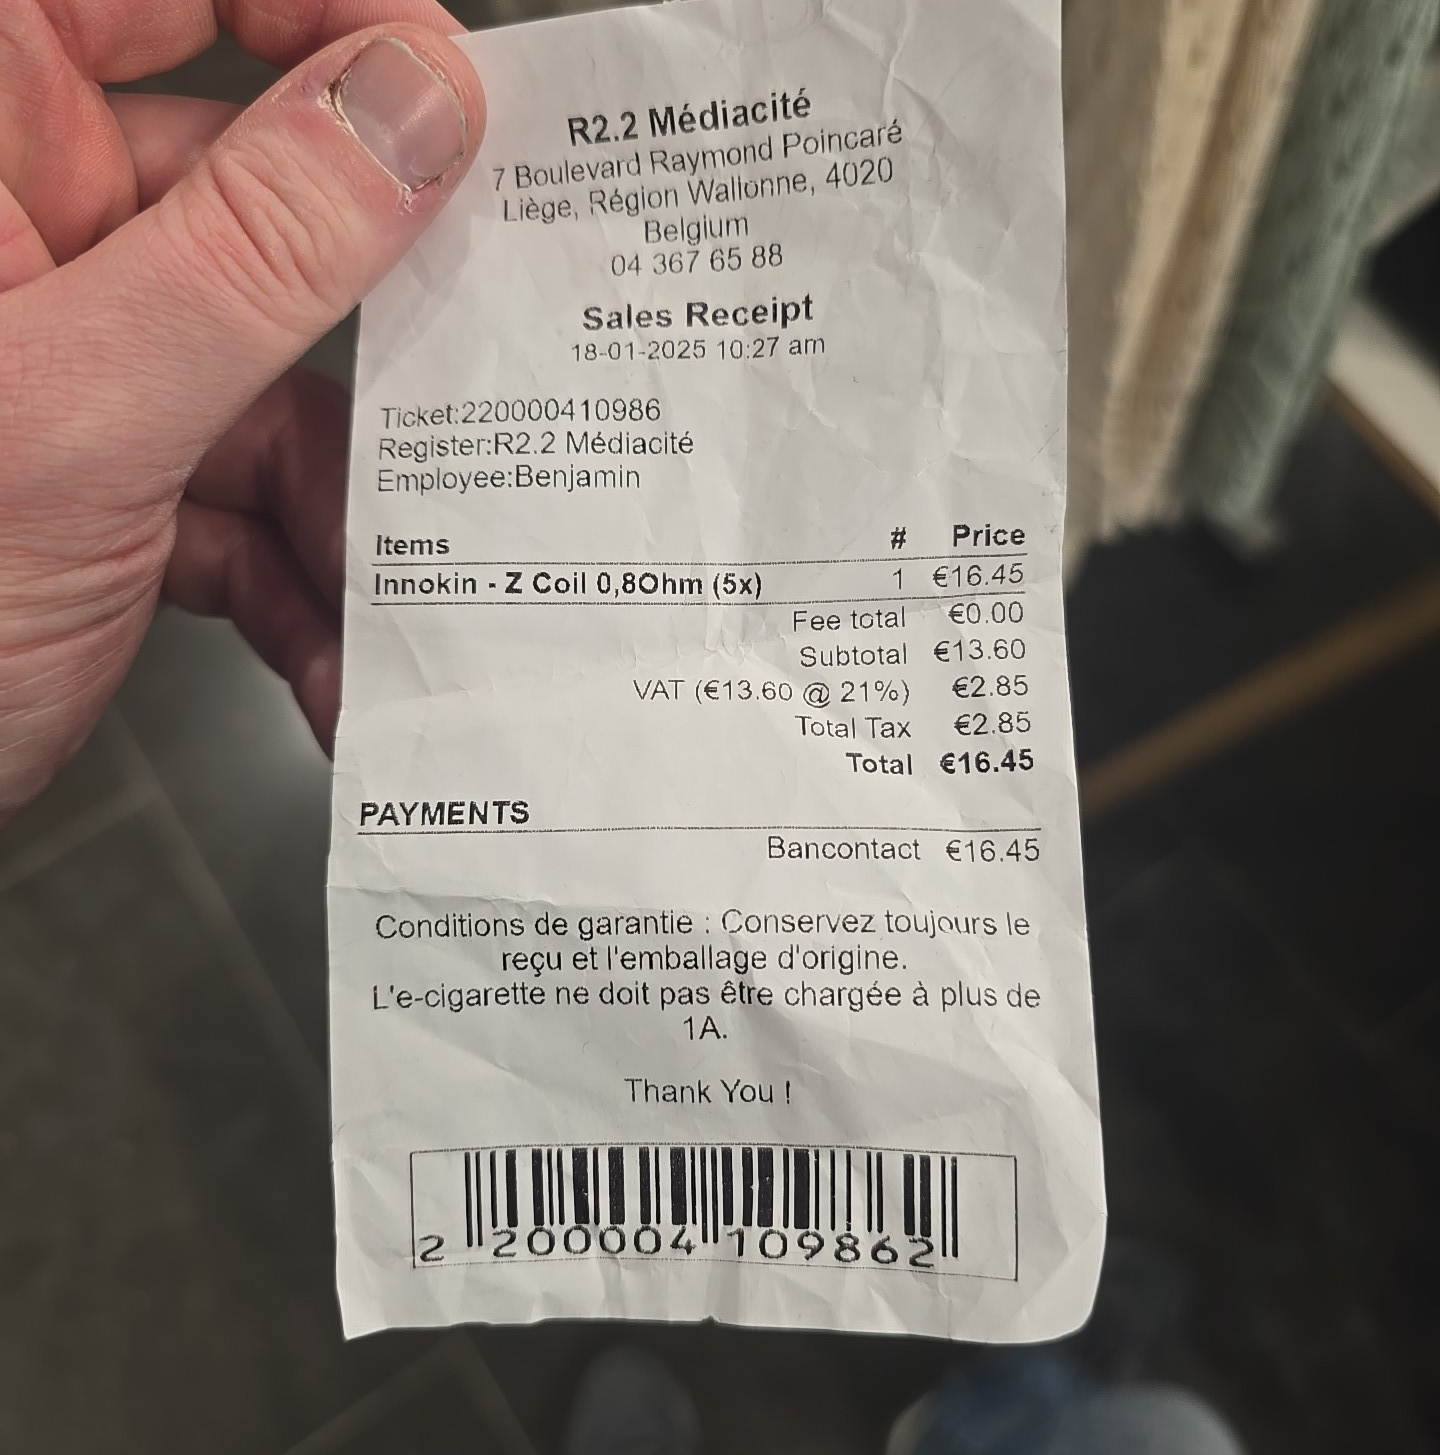 R2.2 Médiacité
7 Boulevard Raymond Poincaré
Liège, Région Wallonne, 4020
Belgium
04 367 65 88
Sales Receipt
18-01-2025 10:27 am
Ticket:220000410986
Register:R2.2 Médiacité
Employee:Benjamin
Items # Price
Innokin - Z Coil 0,8Ohm (5x) 1 €16.45
Fee total €0.00
Subtotal €13.60
VAT (€13.60 @ 21%) €2.85
Total Tax €2.85
Total €16.45
PAYMENTS
Bancontact €16.45
Conditions de garantie : Conservez toujours le
reçu et l'emballage d'origine.
L'e-cigarette ne doit pas être chargée à plus de
1A.
Thank You !
2 200004 109862